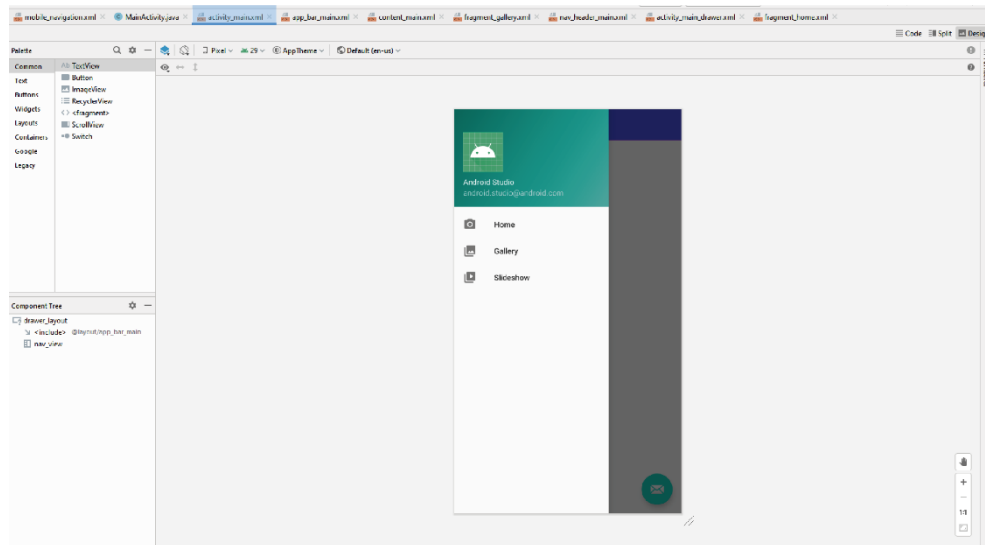 mobile_navigation.xml
MainActivity.java
activity_main.xml
app_bar_main.xml
content_main.xml
fragment_gallery.xml
nav_header_main.xml
activity_main_drawer.xml
fragment_home.xml
Code Split Desig
Palette
Pixel 29 AppTheme Default (en-us)
Common
Text
Buttons
Widgets
Layouts
Containers
Google
Legacy
Ab TextView
Button
ImageView
RecyclerView
<> <fragment>
ScrollView
Switch
Android Studio
android.studio@android.com
Home
Gallery
Slideshow
Component Tree
drawer_layout
<include> @layout/app_bar_main
nav_view
1:1